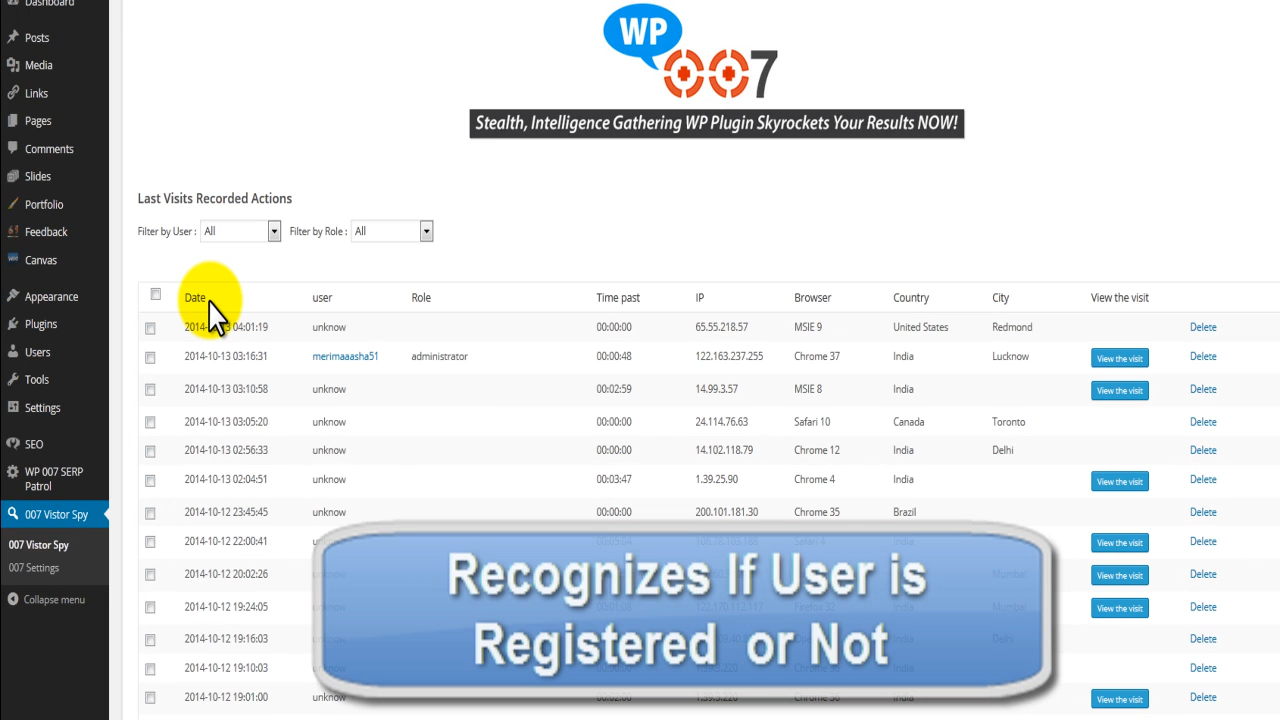 Dashboard
Posts
Media
Links
Pages
Comments
Slides
Portfolio
Feedback
Canvas
Appearance
Plugins
Users
Tools
Settings
SEO
WP 007 SERP
Patrol
007 Vistor Spy
007 Vistor Spy
007 Settings
Collapse menu
WP
007
Stealth, Intelligence Gathering WP Plugin Skyrockets Your Results NOW!
Last Visits Recorded Actions
Filter by User : All Filter by Role : All
Date user Role Time past IP Browser Country City View the visit
2014-10-13 04:01:19 unknow 00:00:00 65.55.218.57 MSIE 9 United States Redmond Delete
2014-10-13 03:16:31 merimaaasha51 administrator 00:00:48 122.163.237.255 Chrome 37 India Lucknow View the visit Delete
2014-10-13 03:10:58 unknow 00:02:59 14.99.3.57 MSIE 8 India View the visit Delete
2014-10-13 03:05:20 unknow 00:00:00 24.114.76.63 Safari 10 Canada Toronto Delete
2014-10-13 02:56:33 unknow 00:00:00 14.102.118.79 Chrome 12 India Delhi Delete
2014-10-13 02:04:51 unknow 00:03:47 1.39.25.90 Chrome 4 India View the visit Delete
2014-10-12 23:45:45 unknow 00:00:00 200.101.181.30 Chrome 35 Brazil Delete
2014-10-12 22:00:41 View the visit Delete
2014-10-12 20:02:26 View the visit Delete
2014-10-12 19:24:05 View the visit Delete
2014-10-12 19:16:03 Delete
2014-10-12 19:10:03 Delete
2014-10-12 19:01:00 unknow View the visit Delete
Recognizes If User is
Registered or Not